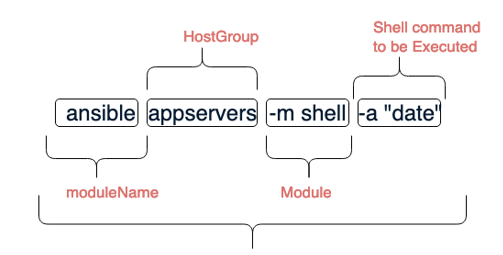 Shell command
to be Executed
HostGroup
ansible appservers -m shell -a "date"
moduleName
Module